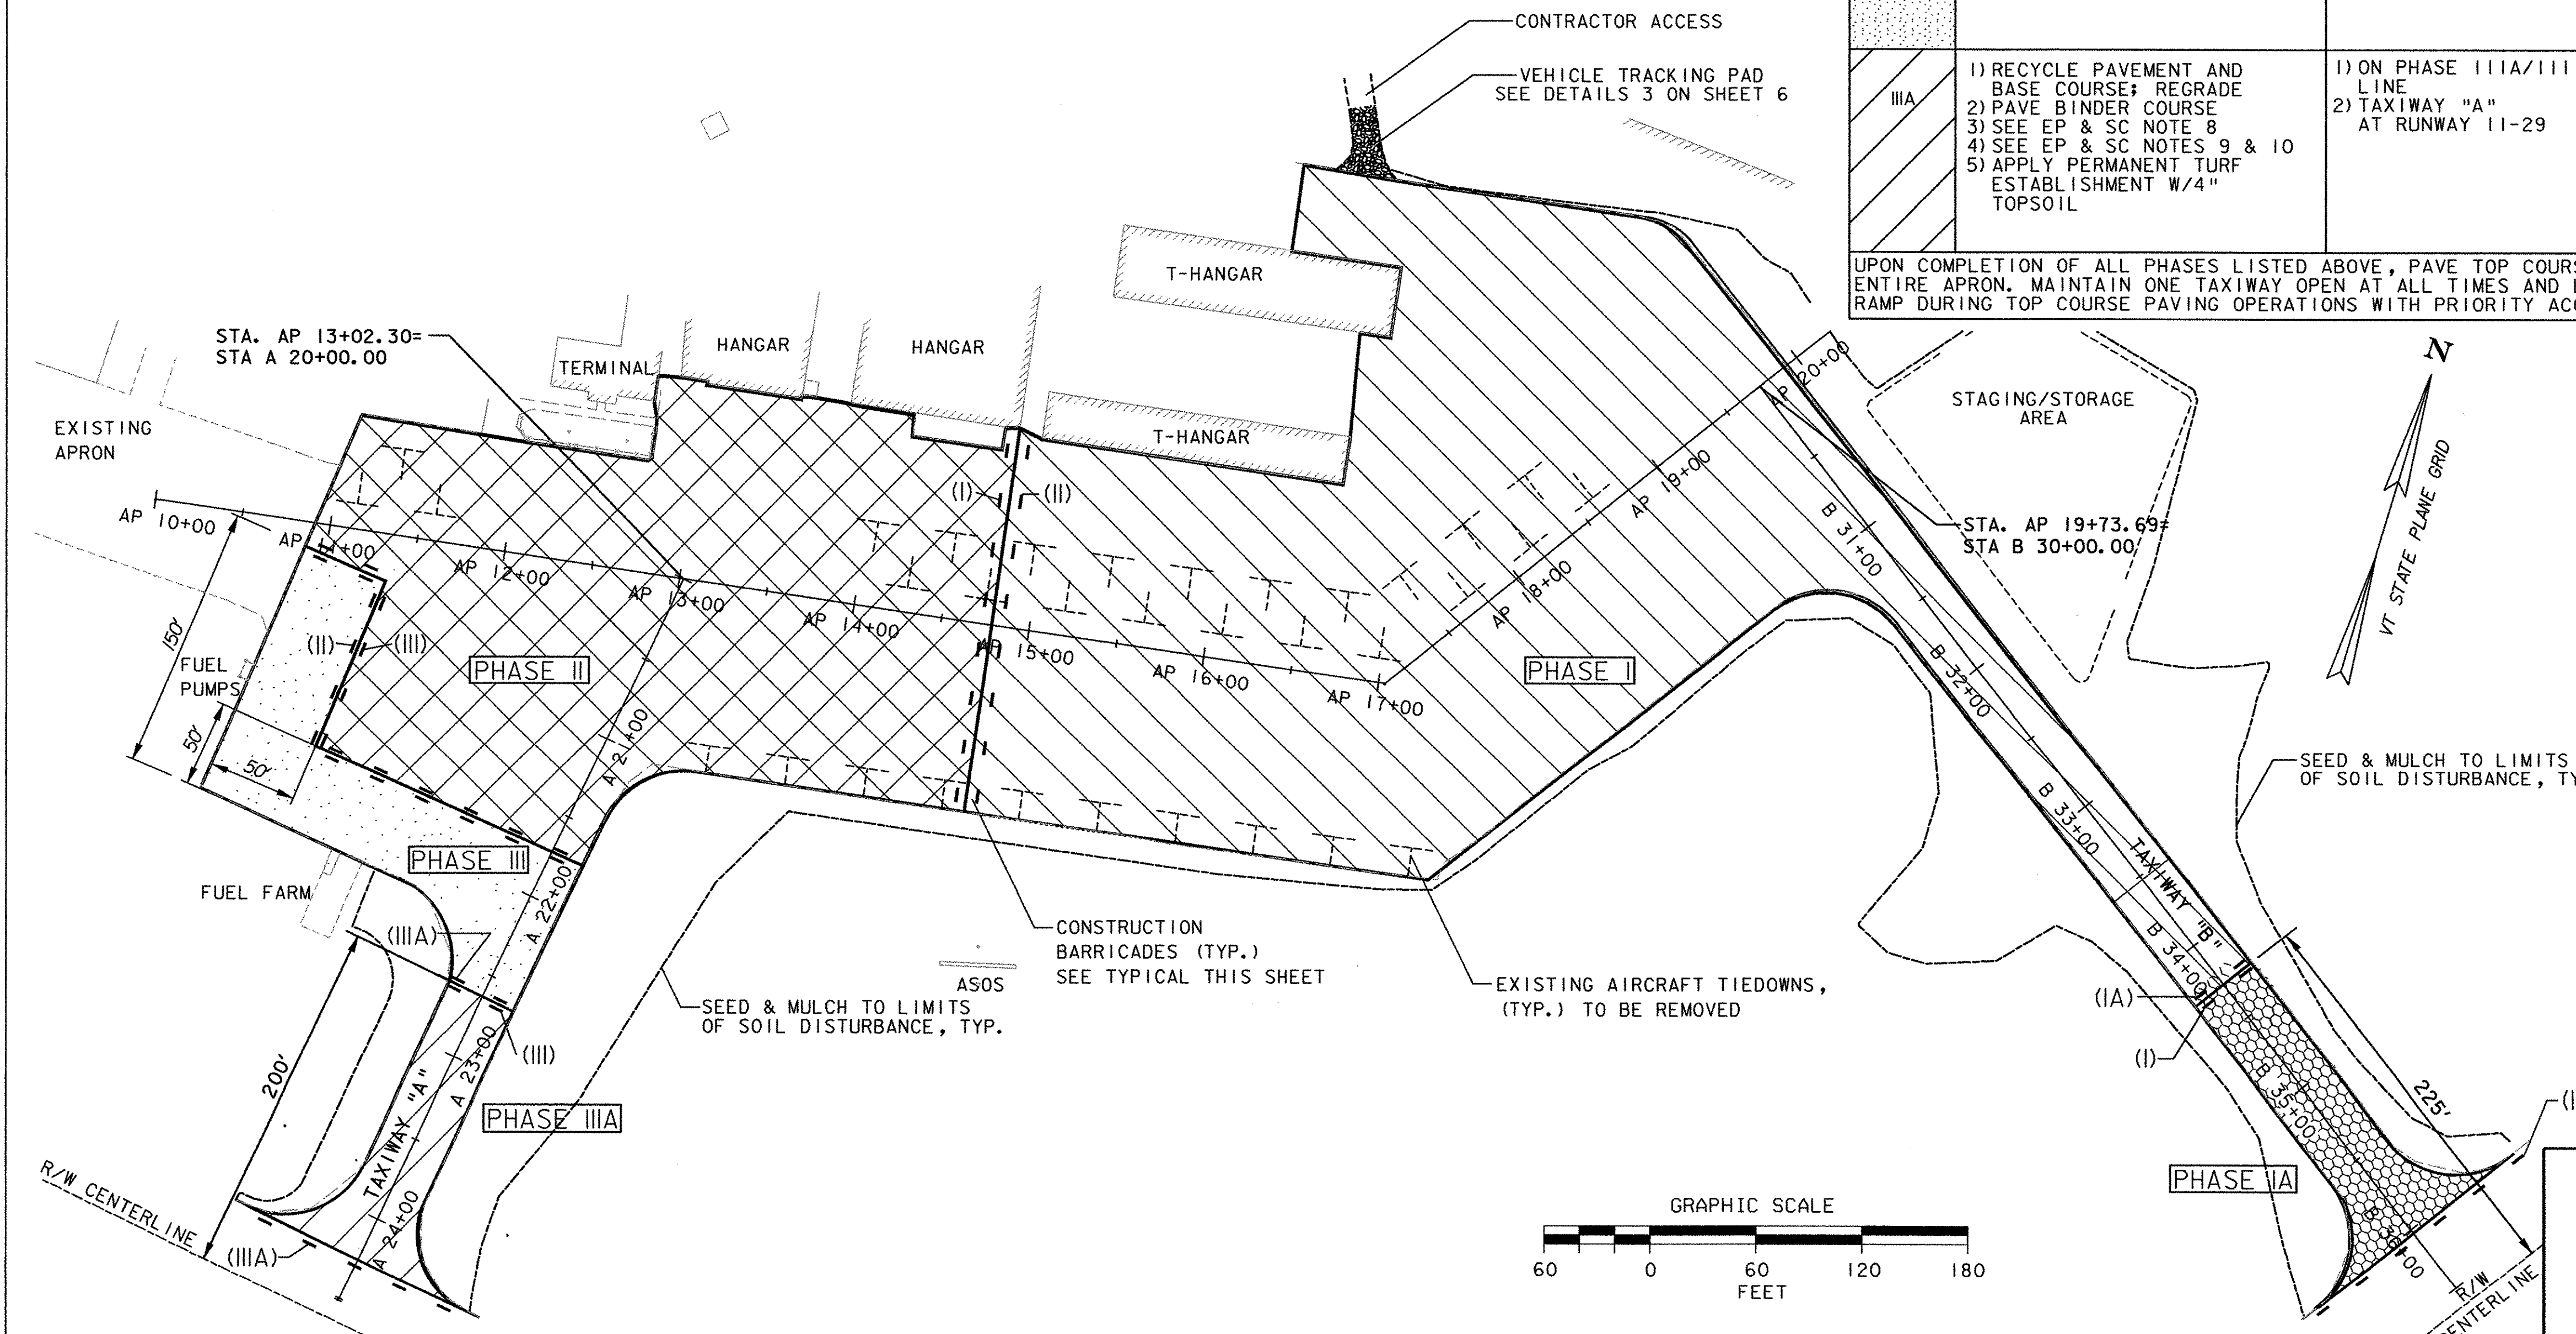 CONTRACTOR ACCESS
VEHICLE TRACKING PAD
SEE DETAILS 3 ON SHEET 6
IIIA
1) RECYCLE PAVEMENT AND
BASE COURSE; REGRADE
2) PAVE BINDER COURSE
3) SEE EP & SC NOTE 8
4) SEE EP & SC NOTES 9 & 10
5) APPLY PERMANENT TURF
ESTABLISHMENT W/4"
TOPSOIL
1) ON PHASE IIIA/III
LINE
2) TAXIWAY "A"
AT RUNWAY 11-29
UPON COMPLETION OF ALL PHASES LISTED ABOVE, PAVE TOP
ENTIRE APRON. MAINTAIN ONE TAXIWAY OPEN AT ALL TIMES AND
RAMP DURING TOP COURSE PAVING OPERATIONS WITH PRIORITY
STA. AP 13+02.30=
STA A 20+00.00
TERMINAL
HANGAR
HANGAR
T-HANGAR
T-HANGAR
EXISTING
APRON
STAGING/STORAGE
AREA
N
VT STATE PLANE GRID
AP 10+00
AP 11+00
AP 12+00
AP 13+00
AP 14+00
AP 15+00
AP 16+00
AP 17+00
AP 18+00
AP 19+00
AP 20+00
(I)
(II)
STA. AP 19+73.69=
STA B 30+00.00
150'
FUEL
PUMPS
50'
50'
(II)
(III)
PHASE II
PHASE I
PHASE III
FUEL FARM
A 21+00
A 22+00
A 23+00
A 24+00
TAXIWAY "A"
B 31+00
B 32+00
B 33+00
B 34+00
B 35+00
B 36+00
TAXIWAY "B"
SEED & MULCH TO LIMITS
OF SOIL DISTURBANCE,
(IIIA)
(III)
200'
PHASE IIIA
R/W CENTERLINE
(IIIA)
SEED & MULCH TO LIMITS
OF SOIL DISTURBANCE, TYP.
ASOS
CONSTRUCTION
BARRICADES (TYP.)
SEE TYPICAL THIS SHEET
EXISTING AIRCRAFT TIEDOWNS,
(TYP.) TO BE REMOVED
(IA)
(I)
225'
PHASE IA
R/W
CENTERLINE
GRAPHIC SCALE
60 0 60 120 180
FEET